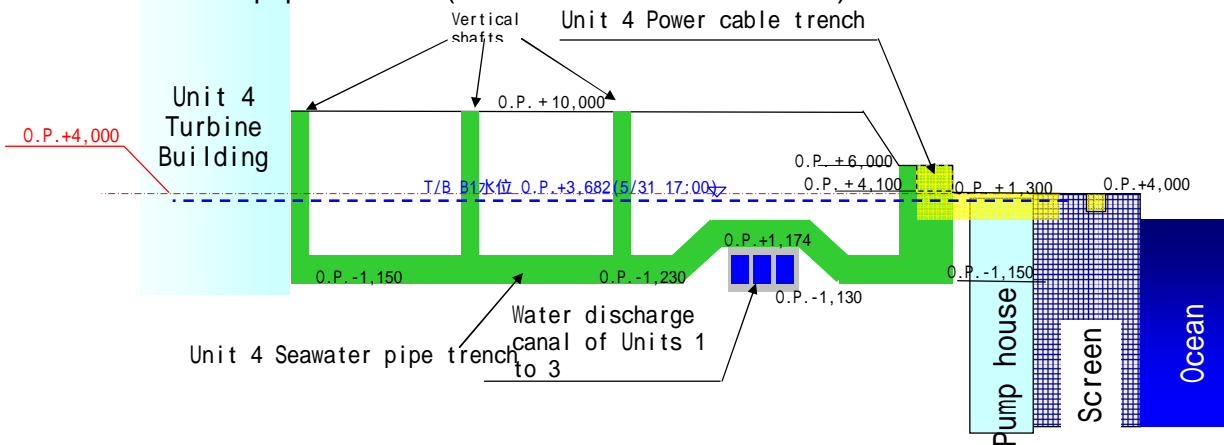 Vertical
shafts
Unit 4 Power cable trench
Unit 4
Turbine
Building
O.P.+4,000
O.P. +10,000
O.P. +6,000
O.P. +4,100
O.P. +1,300
O.P.+4,000
T/B B1水位 O.P.+3,682(5/31 17:00)
O.P.+1,174
O.P.-1,150
O.P.-1,230
O.P.-1,130
O.P.-1,150
Water discharge
canal of Units 1
to 3
Unit 4 Seawater pipe trench
Pump house
Screen
Ocean